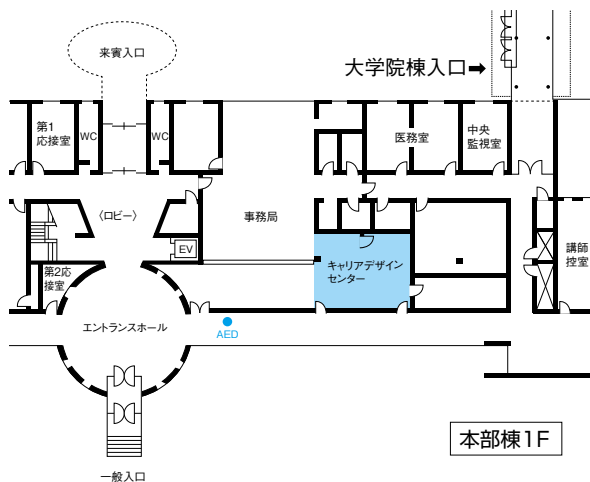 来賓入口
大学院棟入口➡
第1
応接室
WC
WC
医務室
中央
監視室
〈ロビー〉
事務局
EV
講師
控室
キャリアデザイン
センター
第2応
接室
エントランスホール
AED
本部棟1F
一般入口